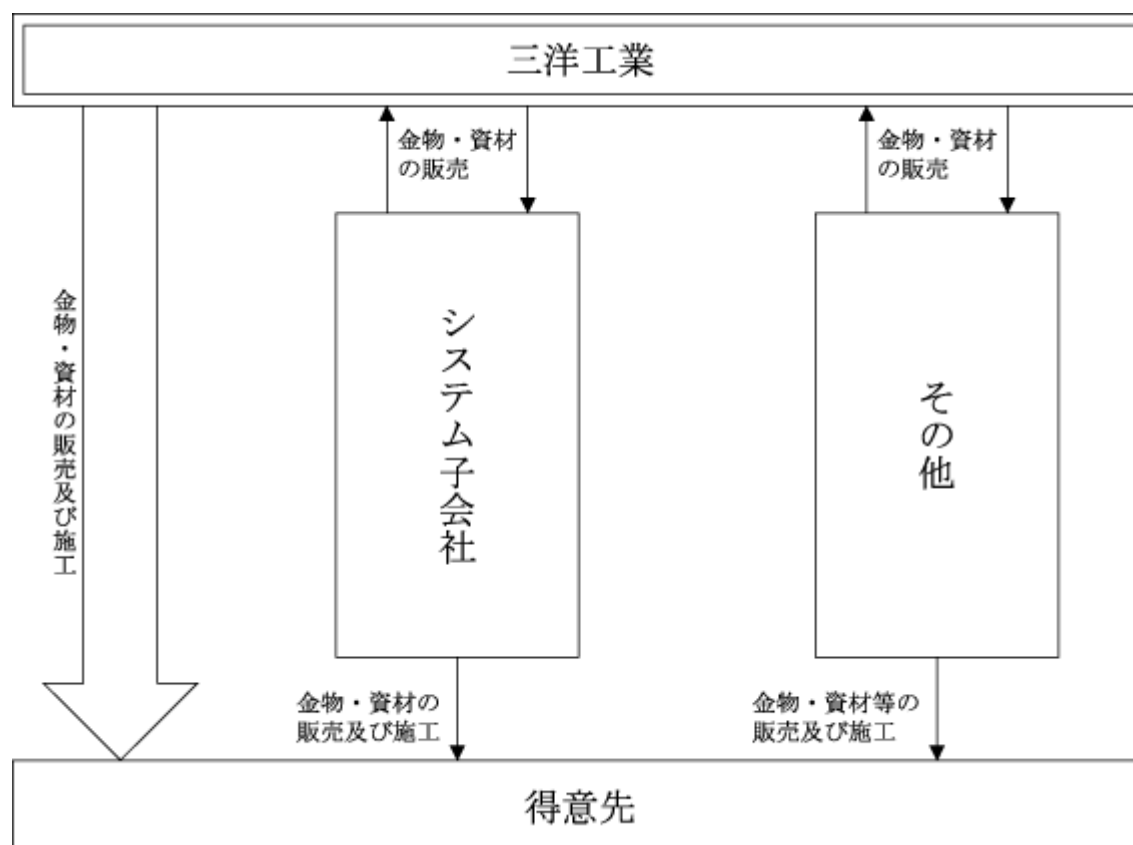 三洋工業
金物・資材
の販売
金物・資材
の販売
金物・資材の販売及び施工
システム子会社
その他
金物・資材の
販売及び施工
金物・資材等の
販売及び施工
得意先